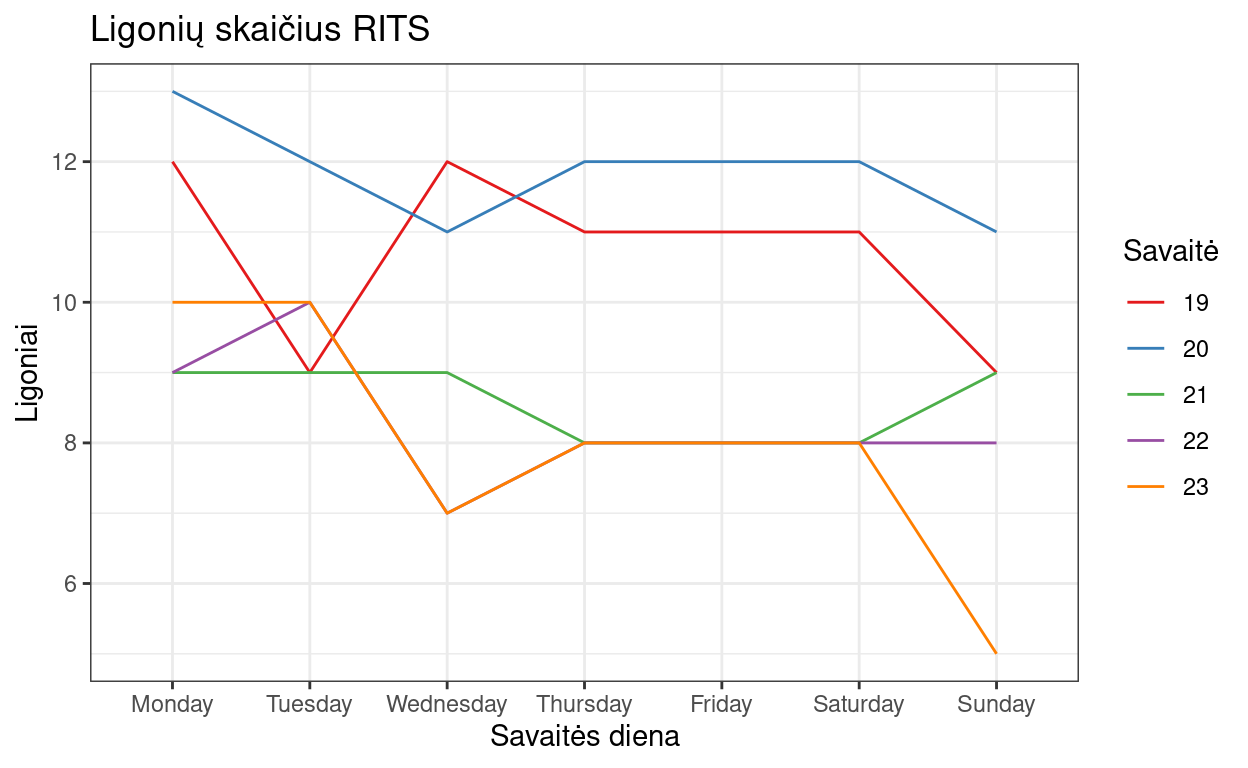 Ligonių skaičius RITS
Ligoniai
12
10
8
6
Monday Tuesday Wednesday Thursday Friday Saturday Sunday
Savaitės diena
Savaitė
19
20
21
22
23